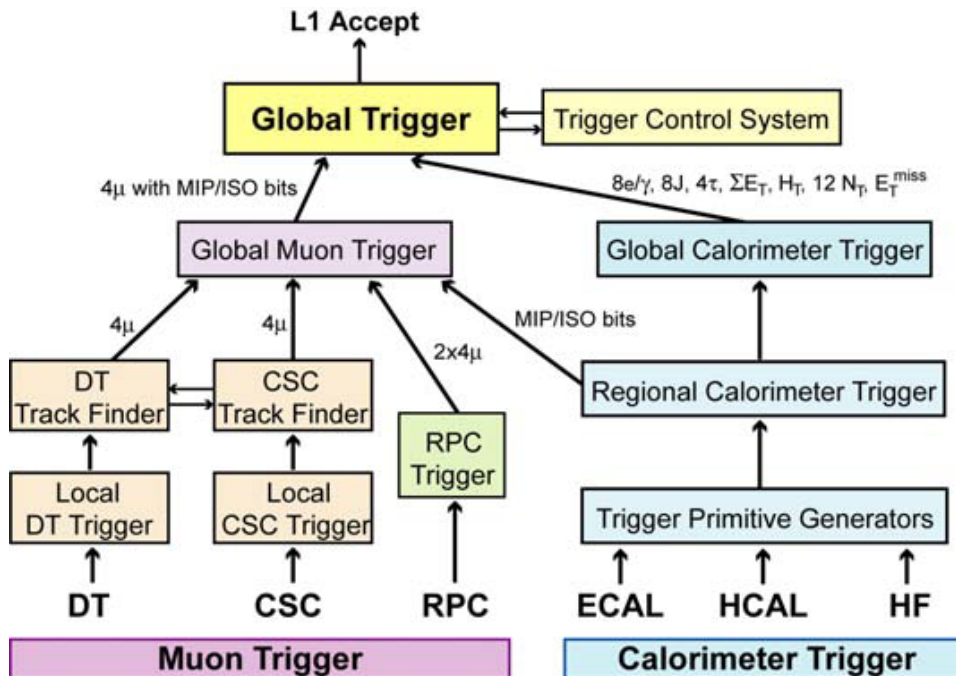 L1 Accept
Global Trigger
Trigger Control System
4μ with MIP/ISO bits
8e/γ, 8J, 4τ, ΣE_T, H_T, 12 N_T, E_T^miss
Global Muon Trigger
Global Calorimeter Trigger
4μ
4μ
MIP/ISO bits
2x4μ
DT
Track Finder
CSC
Track Finder
Regional Calorimeter Trigger
RPC
Trigger
Local
DT Trigger
Local
CSC Trigger
Trigger Primitive Generators
DT
CSC
RPC
ECAL
HCAL
HF
Muon Trigger
Calorimeter Trigger